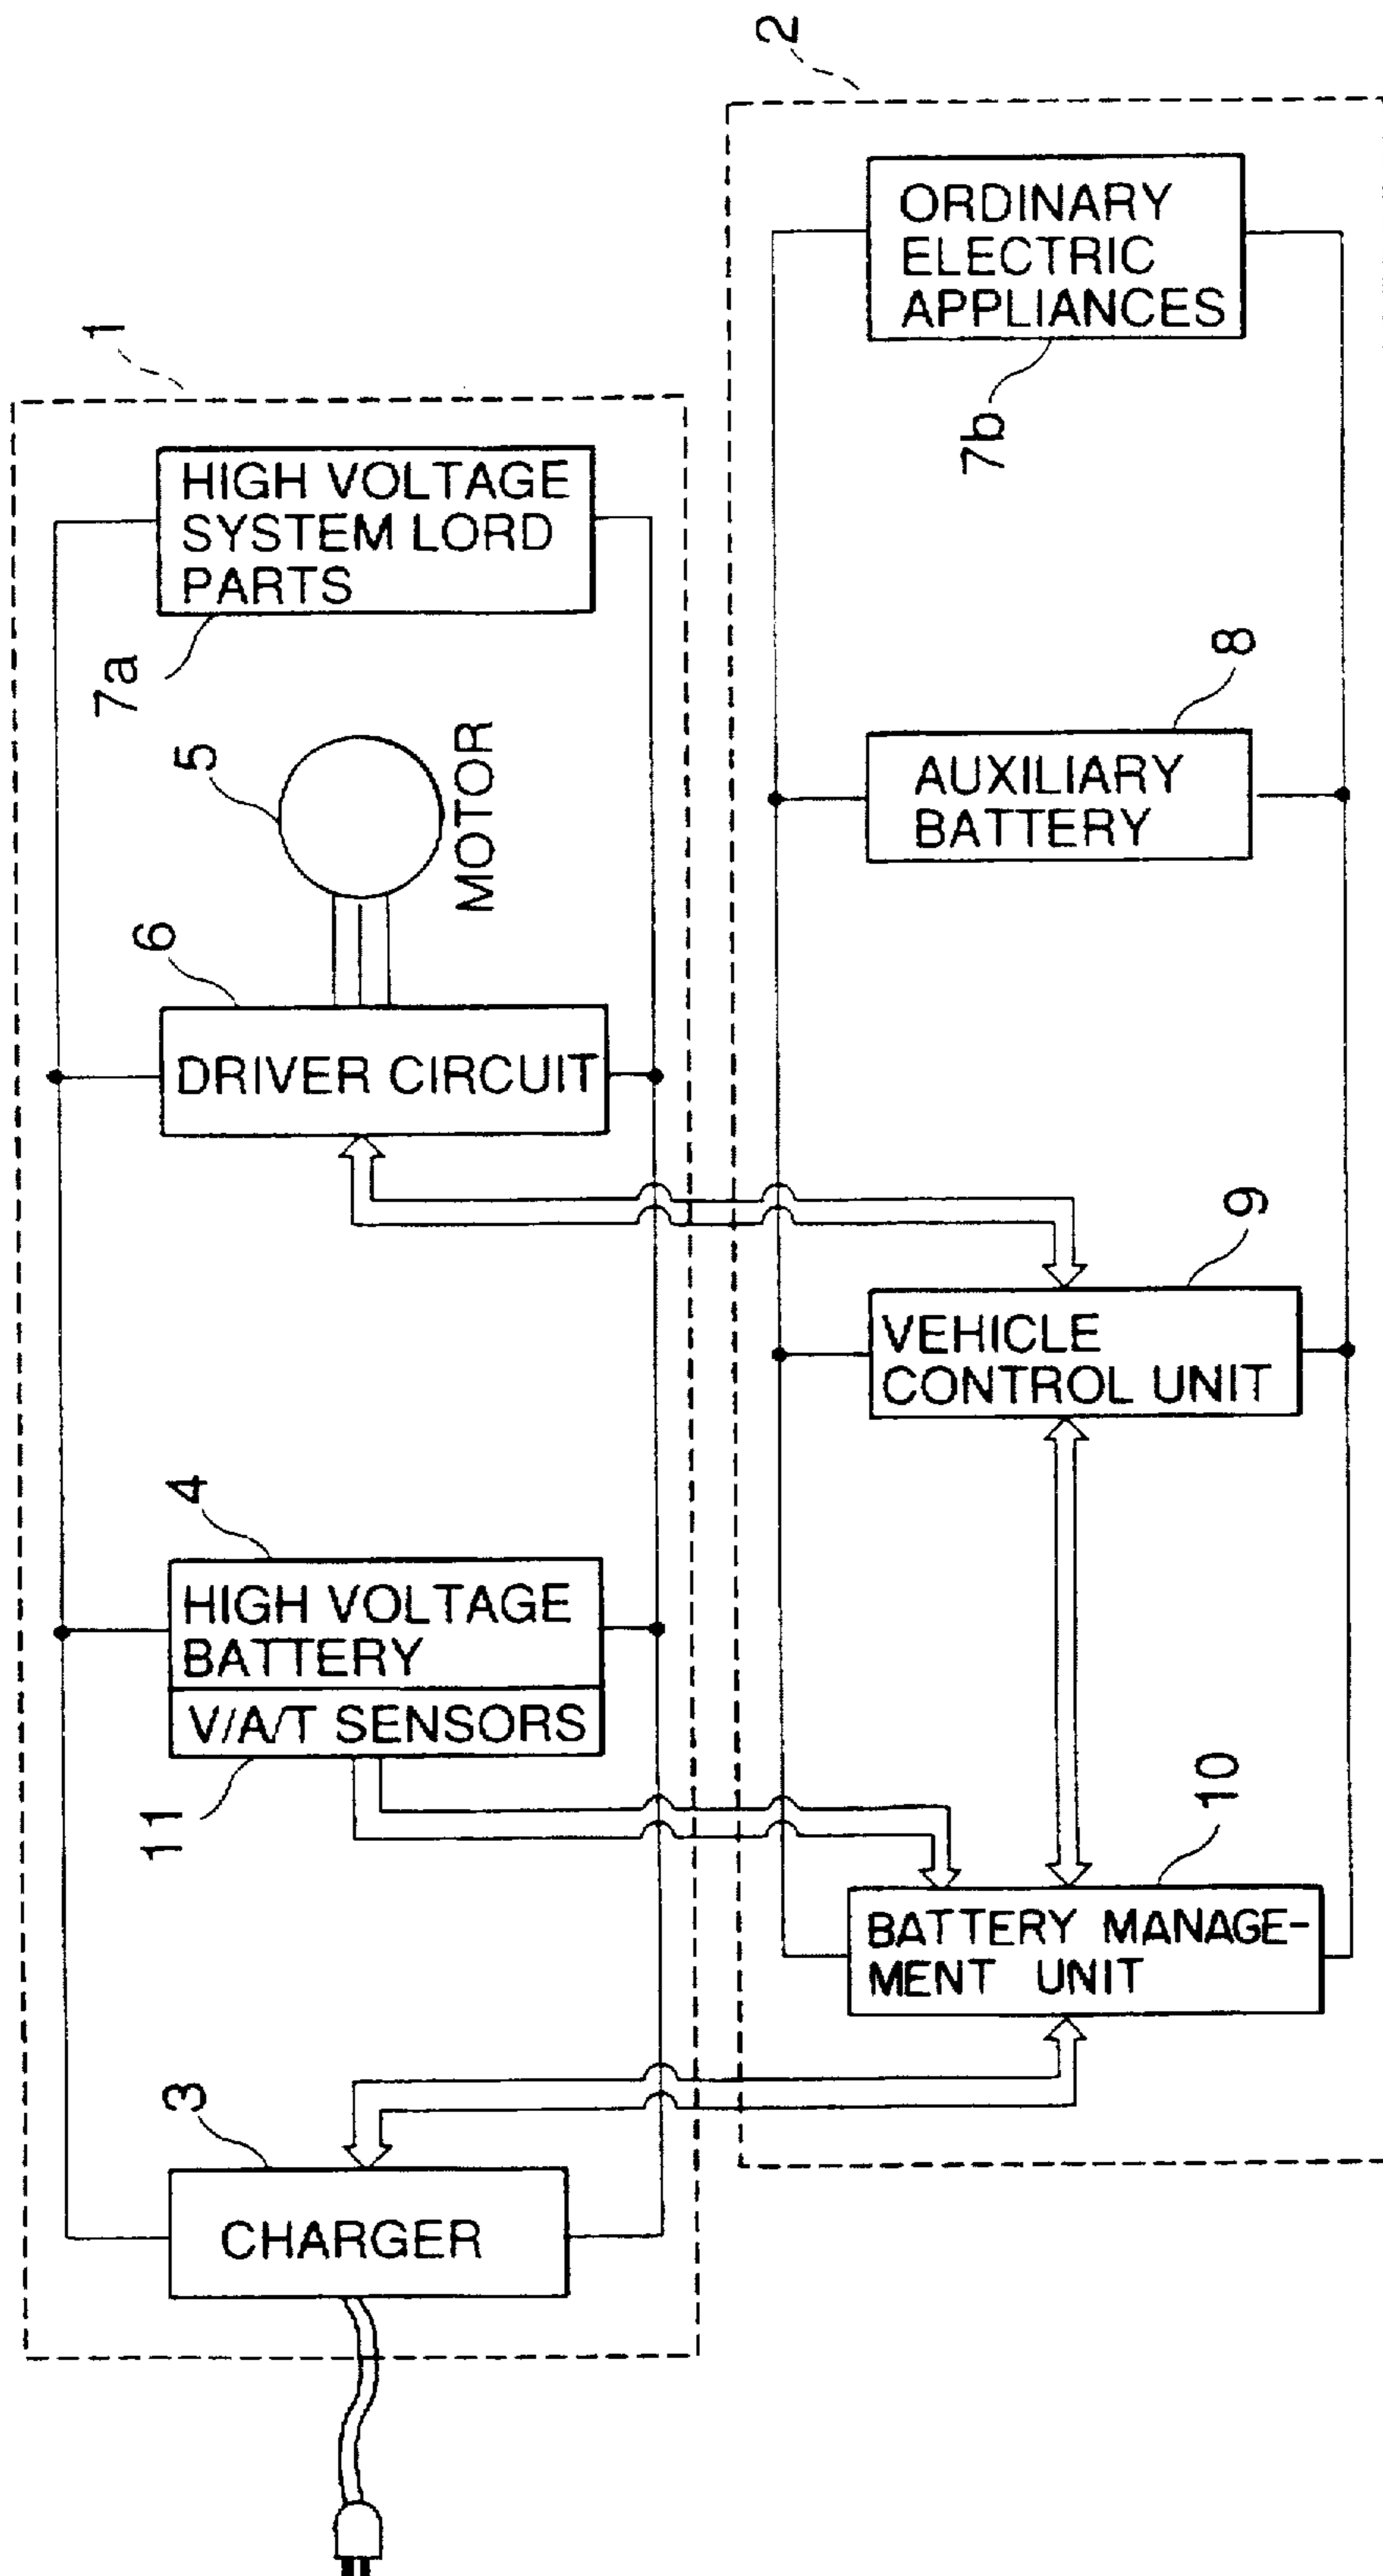 2
1
HIGH VOLTAGE
SYSTEM LORD
PARTS
7a
ORDINARY
ELECTRIC
APPLIANCES
7b
5
MOTOR
6
DRIVER CIRCUIT
8
AUXILIARY
BATTERY
9
VEHICLE
CONTROL UNIT
4
HIGH VOLTAGE
BATTERY
V/A/T SENSORS
11
10
BATTERY MANAGE-
MENT UNIT
3
CHARGER